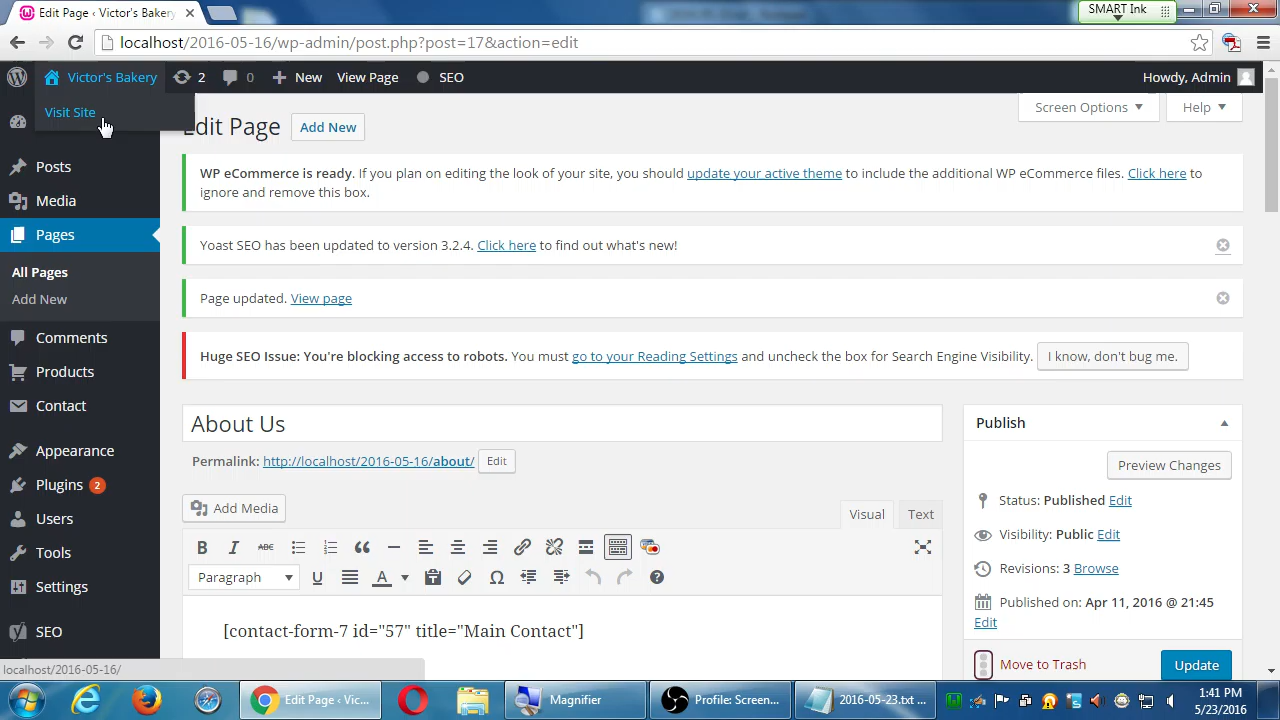 Edit Page ‹ Victor's Bakery
SMART Ink
localhost/2016-05-16/wp-admin/post.php?post=17&action=edit
Victor's Bakery 2 0 New View Page SEO Howdy, Admin
Visit Site
Screen Options Help
Edit Page Add New
Posts
Media
Pages
All Pages
Add New
Comments
Products
Contact
Appearance
Plugins 2
Users
Tools
Settings
SEO
WP eCommerce is ready. If you plan on editing the look of your site, you should update your active theme to include the additional WP eCommerce files. Click here to
ignore and remove this box.
Yoast SEO has been updated to version 3.2.4. Click here to find out what's new!
Page updated. View page
Huge SEO Issue: You're blocking access to robots. You must go to your Reading Settings and uncheck the box for Search Engine Visibility. I know, don't bug me.
About Us
Permalink: http://localhost/2016-05-16/about/ Edit
Add Media
Visual Text
B I ABC
Paragraph U A
[contact-form-7 id="57" title="Main Contact"]
Publish
Preview Changes
Status: Published Edit
Visibility: Public Edit
Revisions: 3 Browse
Published on: Apr 11, 2016 @ 21:45
Edit
Move to Trash Update
localhost/2016-05-16/
Edit Page ‹ Vic... Magnifier Profile: Screen... 2016-05-23.txt ...
1:41 PM
5/23/2016